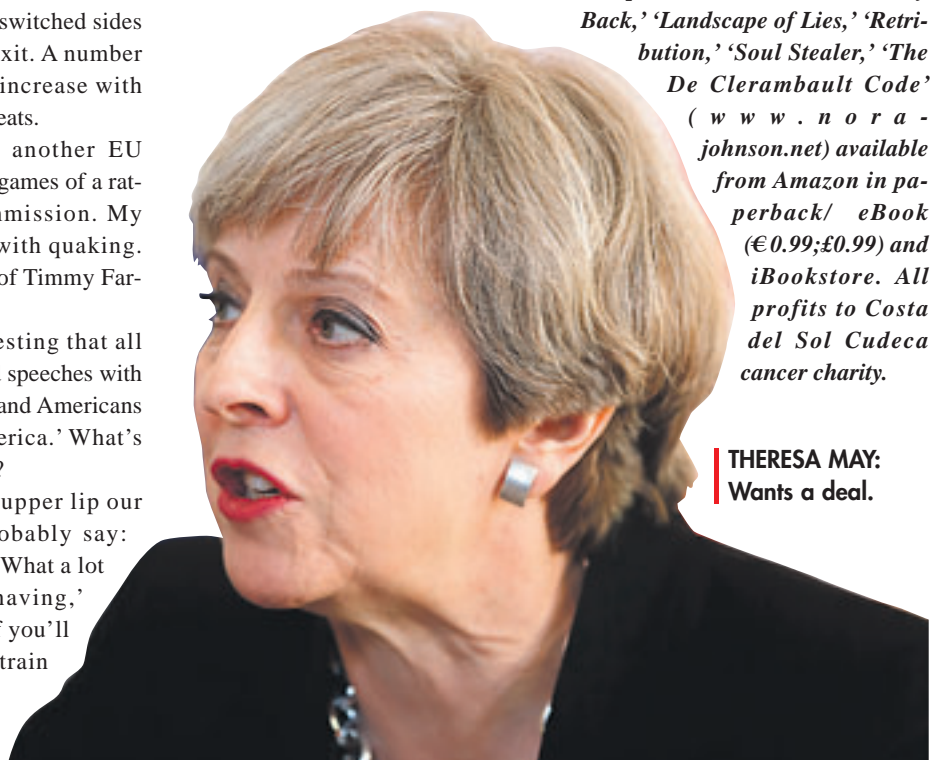 switched sides
xit. A number
increase with
eats.
another EU
games of a rat-
mmission. My
with quaking.
of Timmy Far-
esting that all
speeches with
and Americans
erica.' What's
?
upper lip our
obably say:
What a lot
having,'
f you'll
train
Back,' 'Landscape of Lies,' 'Retri-
bution,' 'Soul Stealer,' 'The
De Clerambault Code'
(www.nora-
johnson.net) available
from Amazon in pa-
perback/ eBook
(€0.99;£0.99) and
iBookstore. All
profits to Costa
del Sol Cudeca
cancer charity.
THERESA MAY:
Wants a deal.